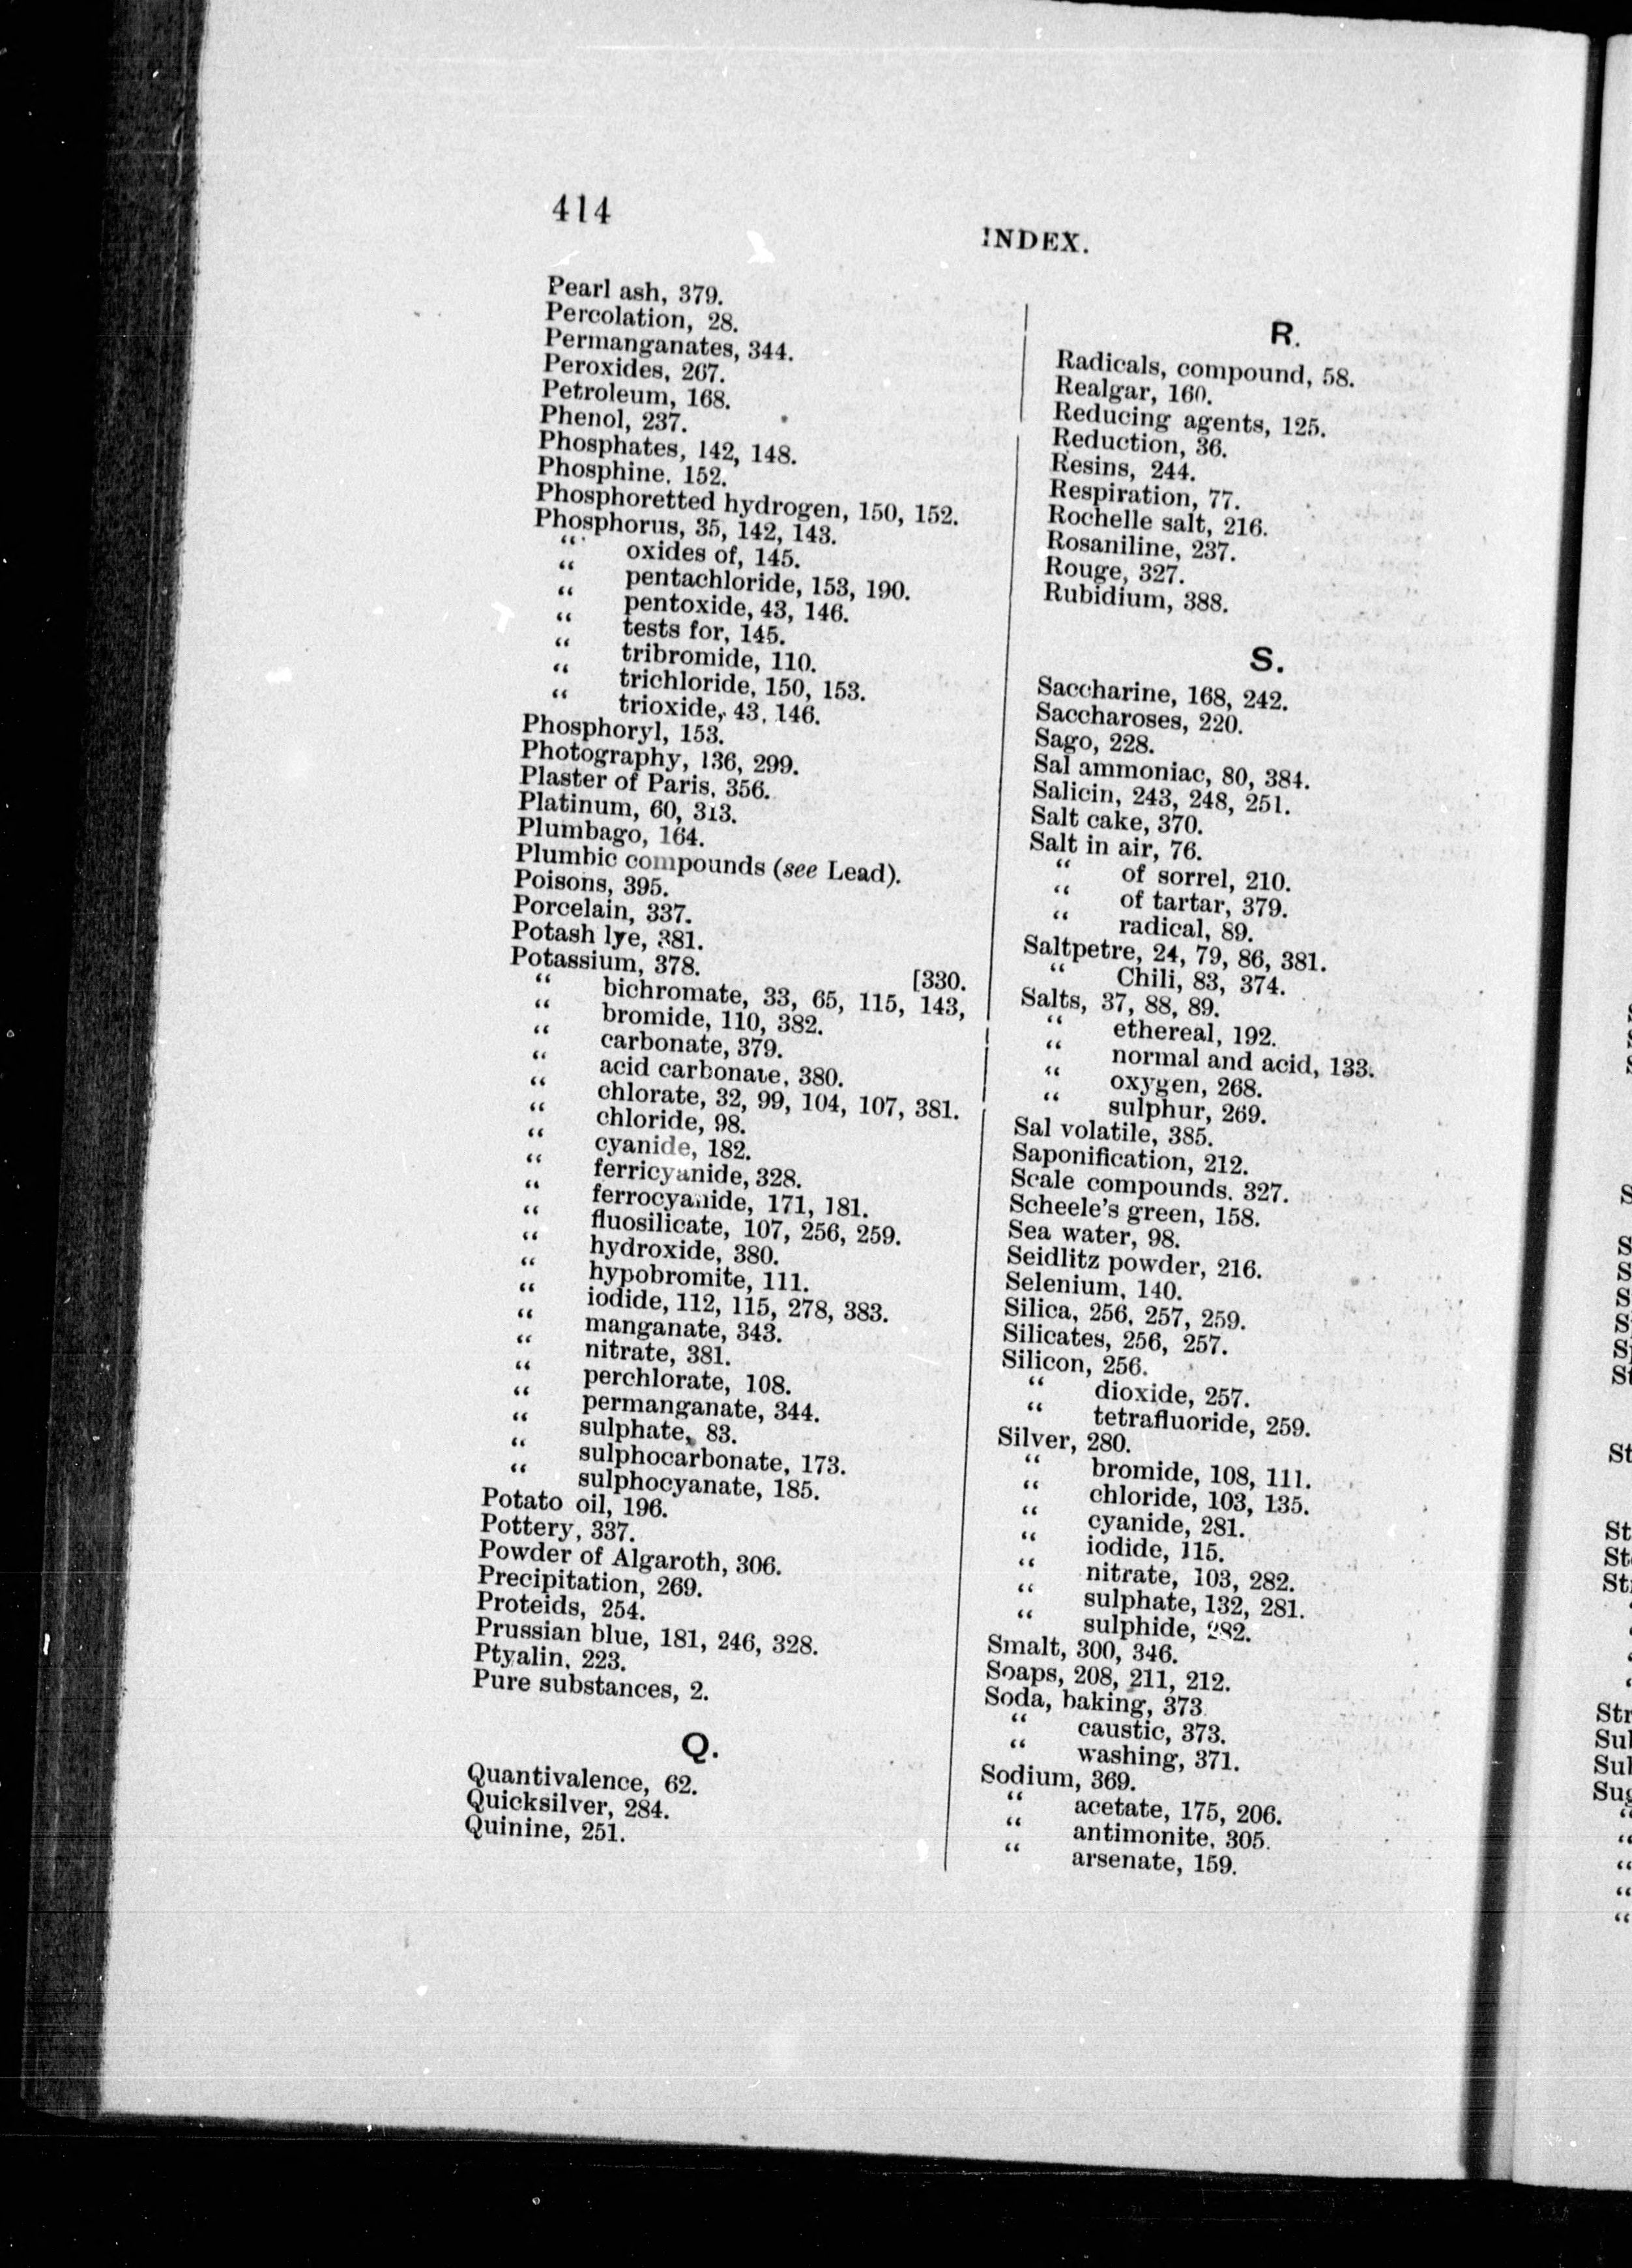 414
INDEX.
Pearl ash, 379.
Percolation, 28.
Permanganates, 344.
Peroxides, 267.
Petroleum, 168.
Phenol, 237.
Phosphates, 142, 148.
Phosphine. 152.
Phosphoretted hydrogen, 150, 152.
Phosphorus, 35, 142, 143.
“ oxides of, 145.
“ pentachloride, 153, 190.
“ pentoxide, 43, 146.
“ tests for, 145.
“ tribromide, 110.
“ trichloride, 150, 153.
“ trioxide, 43, 146.
Phosphoryl, 153.
Photography, 136, 299.
Plaster of Paris, 356.
Platinum, 60, 313.
Plumbago, 164.
Plumbic compounds (see Lead).
Poisons, 395.
Porcelain, 337.
Potash lye, 381.
Potassium, 378.
[330.
“ bichromate, 33, 65, 115, 143,
“ bromide, 110, 382.
“ carbonate, 379.
“ acid carbonate, 380.
“ chlorate, 32, 99, 104, 107, 381.
“ chloride, 98.
“ cyanide, 182.
“ ferricyanide, 328.
“ ferrocyanide, 171, 181.
“ fluosilicate, 107, 256, 259.
“ hydroxide, 380.
“ hypobromite, 111.
“ iodide, 112, 115, 278, 383.
“ manganate, 343.
“ nitrate, 381.
“ perchlorate, 108.
“ permanganate, 344.
“ sulphate, 83.
“ sulphocarbonate, 173.
“ sulphocyanate, 185.
Potato oil, 196.
Pottery, 337.
Powder of Algaroth, 306.
Precipitation, 269.
Proteids, 254.
Prussian blue, 181, 246, 328.
Ptyalin, 223.
Pure substances, 2.
Q.
Quantivalence, 62.
Quicksilver, 284.
Quinine, 251.
R.
Radicals, compound, 58.
Realgar, 160.
Reducing agents, 125.
Reduction, 36.
Resins, 244.
Respiration, 77.
Rochelle salt, 216.
Rosaniline, 237.
Rouge, 327.
Rubidium, 388.
S.
Saccharine, 168, 242.
Saccharoses, 220.
Sago, 228.
Sal ammoniac, 80, 384.
Salicin, 243, 248, 251.
Salt cake, 370.
Salt in air, 76.
“ of sorrel, 210.
“ of tartar, 379.
“ radical, 89.
Saltpetre, 24, 79, 86, 381.
“ Chili, 83, 374.
Salts, 37, 88, 89.
“ ethereal, 192.
“ normal and acid, 133.
“ oxygen, 268.
“ sulphur, 269.
Sal volatile, 385.
Saponification, 212.
Scale compounds. 327.
Scheele's green, 158.
Sea water, 98.
Seidlitz powder, 216.
Selenium, 140.
Silica, 256, 257, 259.
Silicates, 256, 257.
Silicon, 256.
“ dioxide, 257.
“ tetrafluoride, 259.
Silver, 280.
“ bromide, 108, 111.
“ chloride, 103, 135.
“ cyanide, 281.
“ iodide, 115.
“ nitrate, 103, 282.
“ sulphate, 132, 281.
“ sulphide, 282.
Smalt, 300, 346.
Soaps, 208, 211, 212.
Soda, baking, 373.
“ caustic, 373.
“ washing, 371.
Sodium, 369.
“ acetate, 175, 206.
“ antimonite, 305.
“ arsenate, 159.